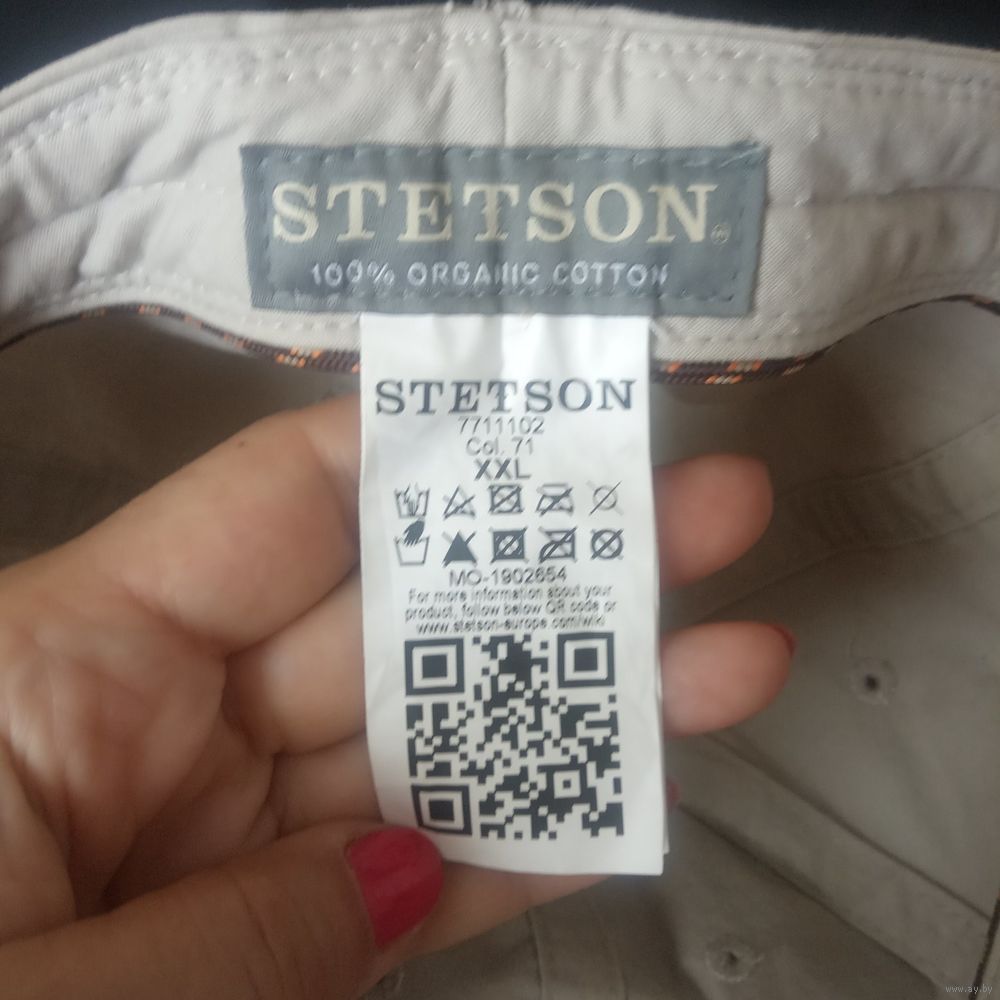 STETSON®
100% ORGANIC COTTON
STETSON
7711102
Col. 71
XXL
MO-1902654
For more information about your
product, follow below QR code or
www.stetson-europe.com/wiki
www.ay.by